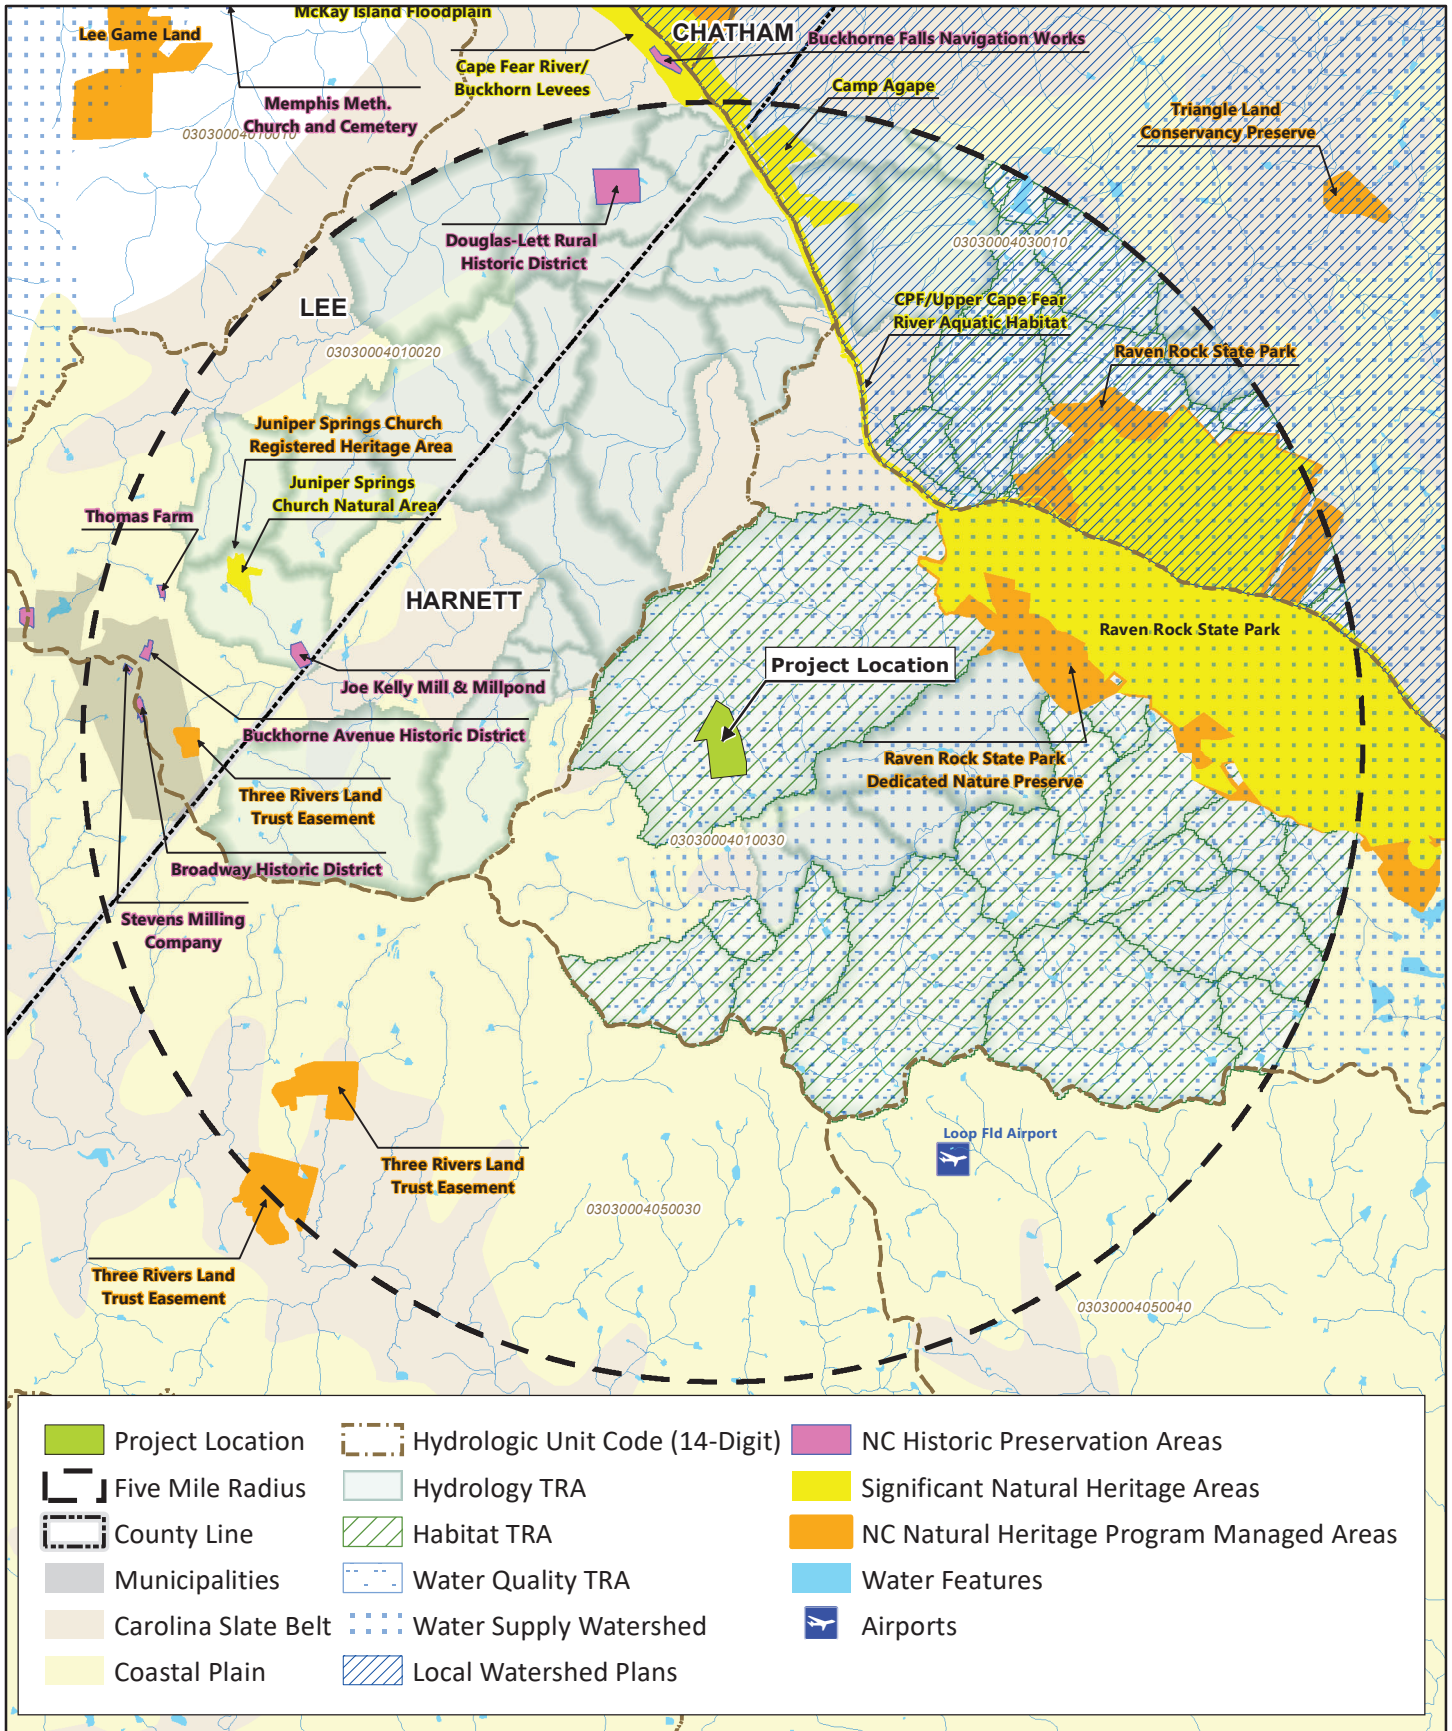 McKay Island Floodplain
Lee Game Land
CHATHAM
Buckhorne Falls Navigation Works
Cape Fear River/
Buckhorn Levees
Camp Agape
Memphis Meth.
Church and Cemetery
03030004010010
Triangle Land
Conservancy Preserve
Douglas-Lett Rural
Historic District
03030004030010
LEE
CPF/Upper Cape Fear
River Aquatic Habitat
03030004010020
Raven Rock State Park
Juniper Springs Church
Registered Heritage Area
Juniper Springs
Church Natural Area
Thomas Farm
HARNETT
Raven Rock State Park
Project Location
Joe Kelly Mill & Millpond
Buckhorne Avenue Historic District
Raven Rock State Park
Dedicated Nature Preserve
Three Rivers Land
Trust Easement
03030004010030
Broadway Historic District
Stevens Milling
Company
Loop Fld Airport
Three Rivers Land
Trust Easement
03030004050030
Three Rivers Land
Trust Easement
03030004050040
Project Location
Five Mile Radius
County Line
Municipalities
Carolina Slate Belt
Coastal Plain
Hydrologic Unit Code (14-Digit)
Hydrology TRA
Habitat TRA
Water Quality TRA
Water Supply Watershed
Local Watershed Plans
NC Historic Preservation Areas
Significant Natural Heritage Areas
NC Natural Heritage Program Managed Areas
Water Features
Airports